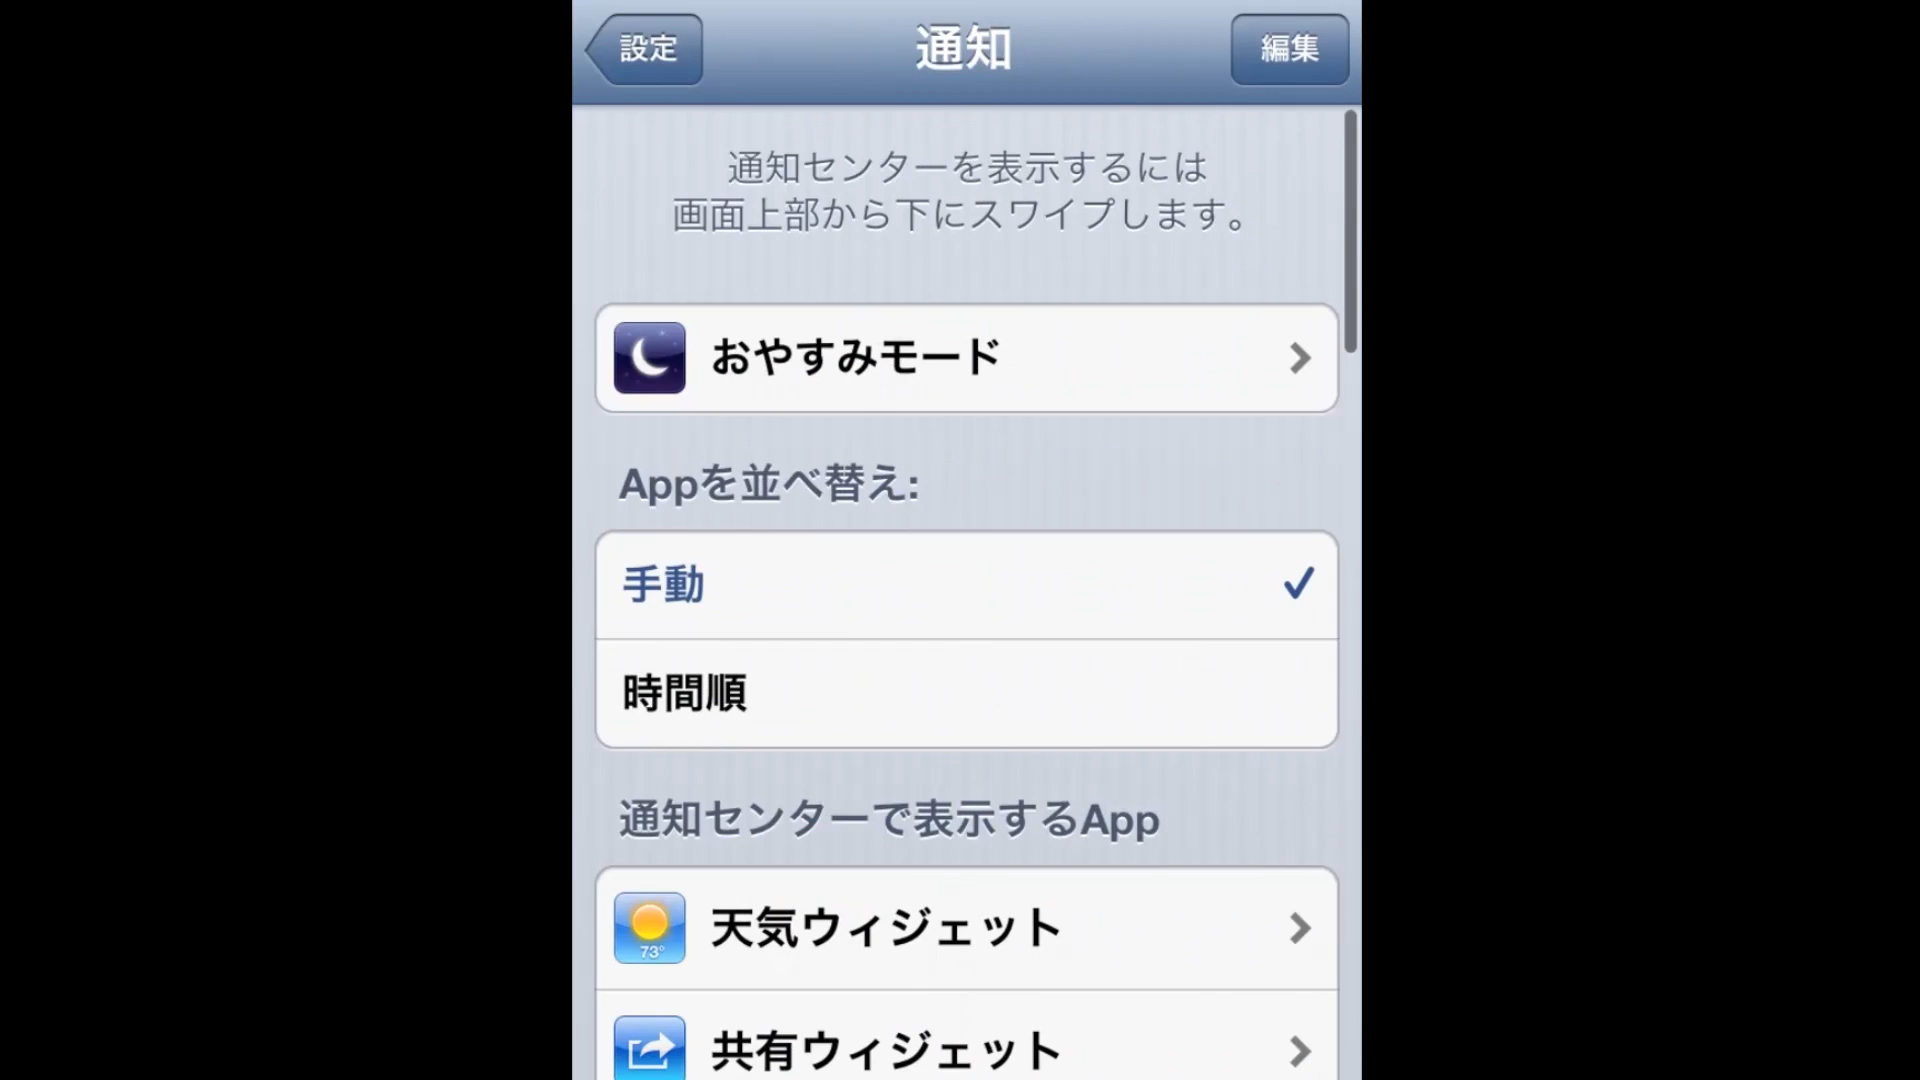 設定
通知
編集
通知センターを表示するには
画面上部から下にスワイプします。
おやすみモード
Appを並べ替え:
手動
時間順
通知センターで表示するApp
天気ウィジェット
73°
共有ウィジェット